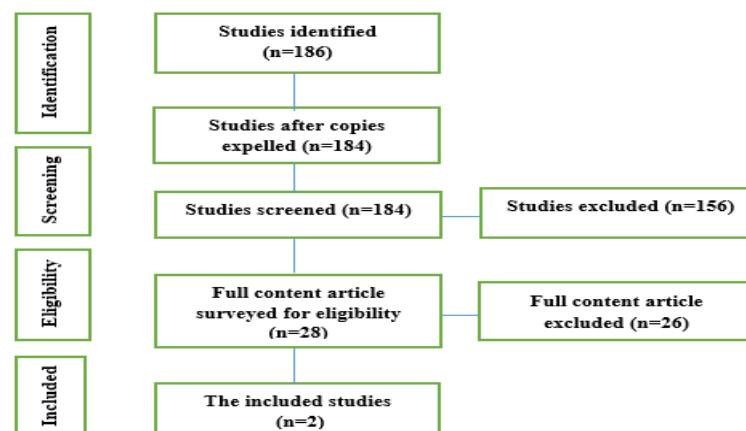 Identification
Studies identified
(n=186)
Studies after copies
expelled (n=184)
Screening
Studies screened (n=184)
Studies excluded (n=156)
Eligibility
Full content article
surveyed for eligibility
(n=28)
Full content article
excluded (n=26)
Included
The included studies
(n=2)